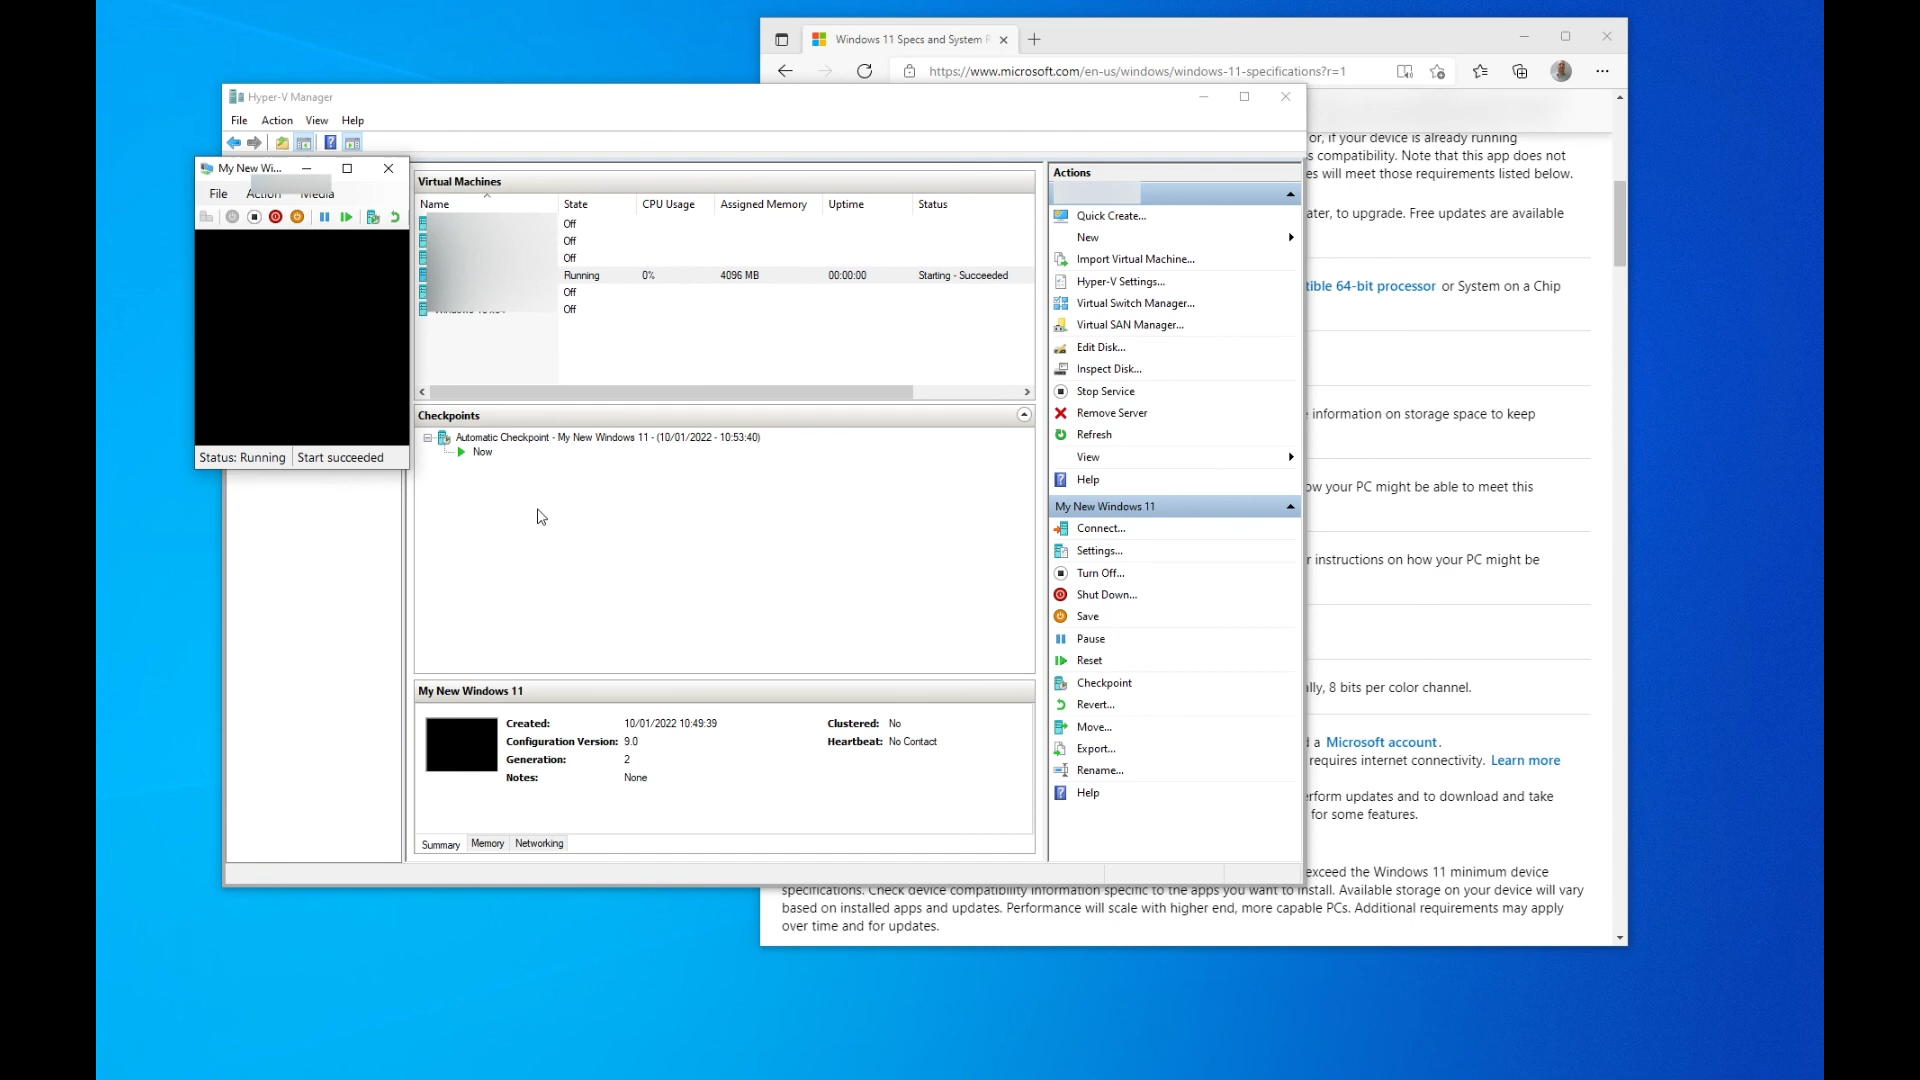 Windows 11 Specs and System R
https://www.microsoft.com/en-us/windows/windows-11-specifications?r=1
Hyper-V Manager
File Action View Help
or, if your device is already running
s compatibility. Note that this app does not
es will meet those requirements listed below.
ater, to upgrade. Free updates are available
tible 64-bit processor or System on a Chip
information on storage space to keep
ow your PC might be able to meet this
r instructions on how your PC might be
ally, 8 bits per color channel.
d a Microsoft account.
requires internet connectivity. Learn more
erform updates and to download and take
for some features.
exceed the Windows 11 minimum device
specifications. Check device compatibility information specific to the apps you want to install. Available storage on your device will vary
based on installed apps and updates. Performance will scale with higher end, more capable PCs. Additional requirements may apply
over time and for updates.
My New Wi...
File Action Media
Status: Running Start succeeded
Virtual Machines
Name State CPU Usage Assigned Memory Uptime Status
Off
Off
Off
Running 0% 4096 MB 00:00:00 Starting - Succeeded
Off
Off
Checkpoints
Automatic Checkpoint - My New Windows 11 - (10/01/2022 - 10:53:40)
Now
My New Windows 11
Created: 10/01/2022 10:49:39 Clustered: No
Configuration Version: 9.0 Heartbeat: No Contact
Generation: 2
Notes: None
Summary Memory Networking
Actions
Quick Create...
New
Import Virtual Machine...
Hyper-V Settings...
Virtual Switch Manager...
Virtual SAN Manager...
Edit Disk...
Inspect Disk...
Stop Service
Remove Server
Refresh
View
Help
My New Windows 11
Connect...
Settings...
Turn Off...
Shut Down...
Save
Pause
Reset
Checkpoint
Revert...
Move...
Export...
Rename...
Help